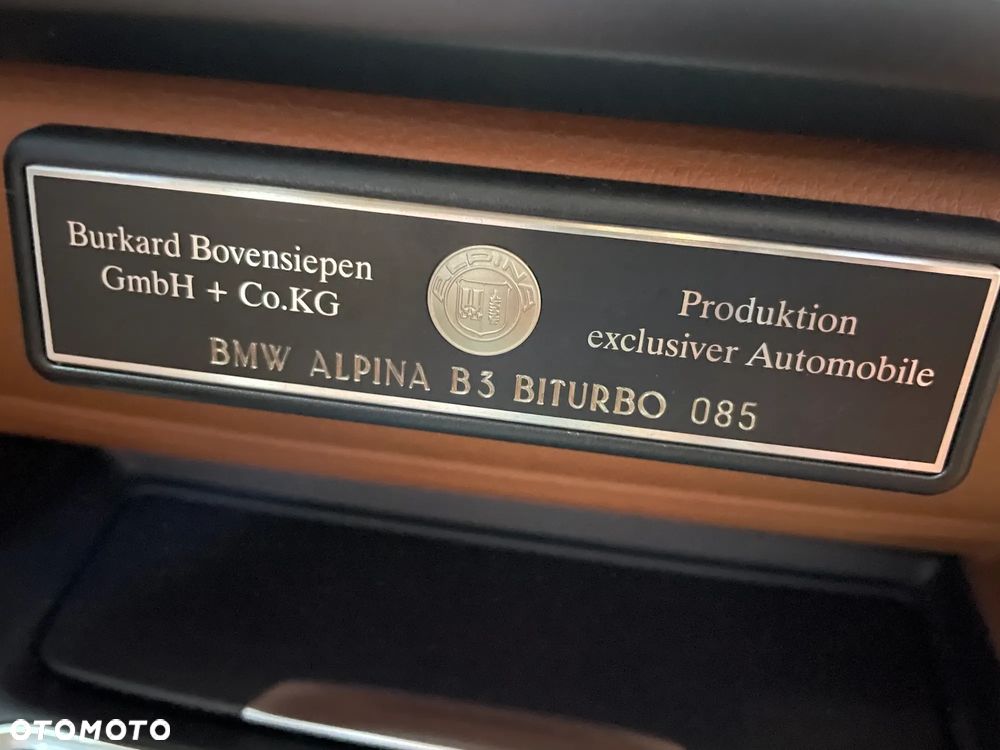 Burkard Bovensiepen
GmbH + Co.KG
ALPINA
Produktion
exclusiver Automobile
BMW ALPINA B3 BITURBO 085
OTOMOTO